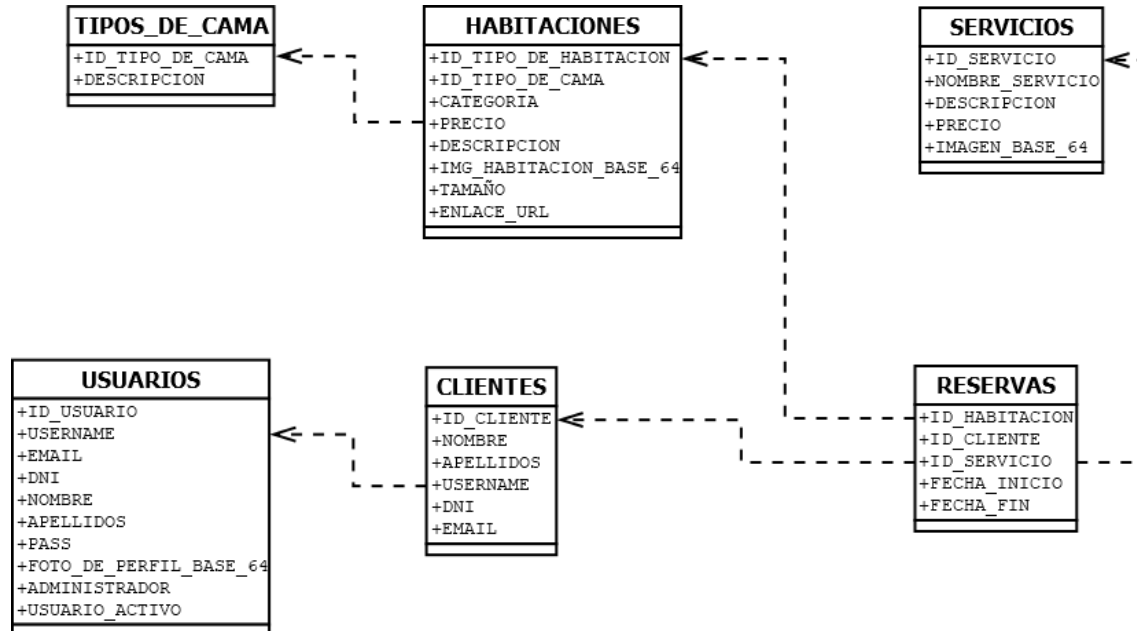 TIPOS_DE_CAMA
+ID_TIPO_DE_CAMA
+DESCRIPCION
HABITACIONES
+ID_TIPO_DE_HABITACION
+ID_TIPO_DE_CAMA
+CATEGORIA
+PRECIO
+DESCRIPCION
+IMG_HABITACION_BASE_64
+TAMAÑO
+ENLACE_URL
SERVICIOS
+ID_SERVICIO
+NOMBRE_SERVICIO
+DESCRIPCION
+PRECIO
+IMAGEN_BASE_64
USUARIOS
+ID_USUARIO
+USERNAME
+EMAIL
+DNI
+NOMBRE
+APELLIDOS
+PASS
+FOTO_DE_PERFIL_BASE_64
+ADMINISTRADOR
+USUARIO_ACTIVO
CLIENTES
+ID_CLIENTE
+NOMBRE
+APELLIDOS
+USERNAME
+DNI
+EMAIL
RESERVAS
+ID_HABITACION
+ID_CLIENTE
+ID_SERVICIO
+FECHA_INICIO
+FECHA_FIN